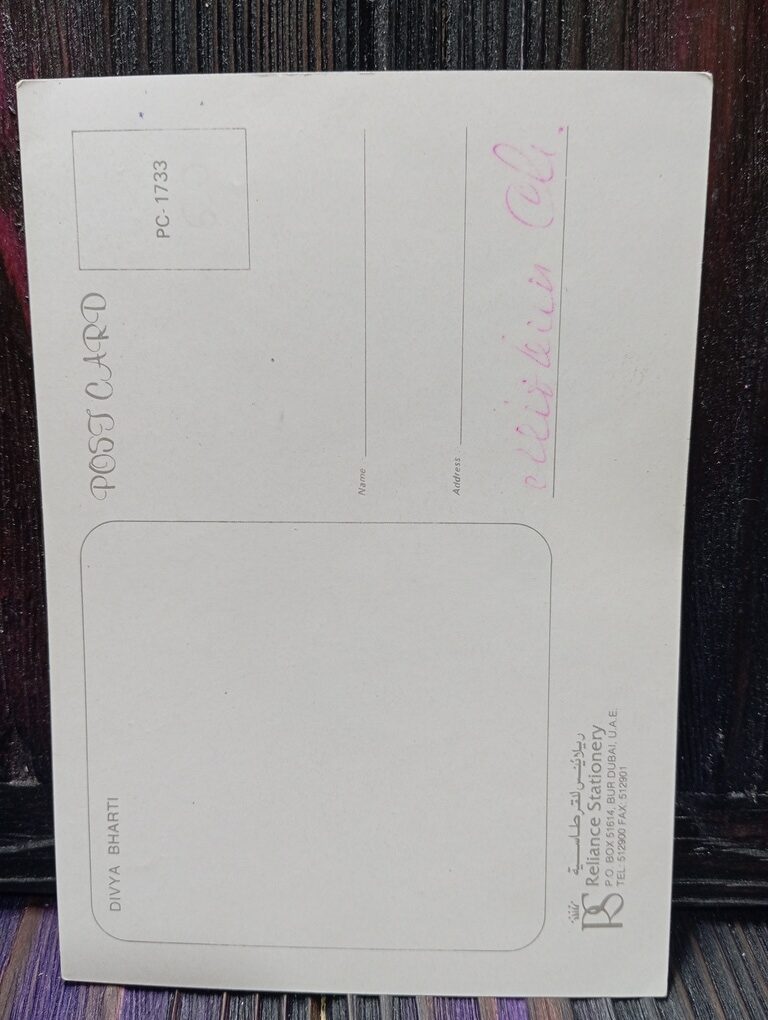 DIVYA BHARTI
ريلاينس للقرطاسية
Reliance Stationery
P.O. BOX 51614, BUR DUBAI, U.A.E.
TEL: 512900 FAX: 512901
POST CARD
PC-1733
Name
Address